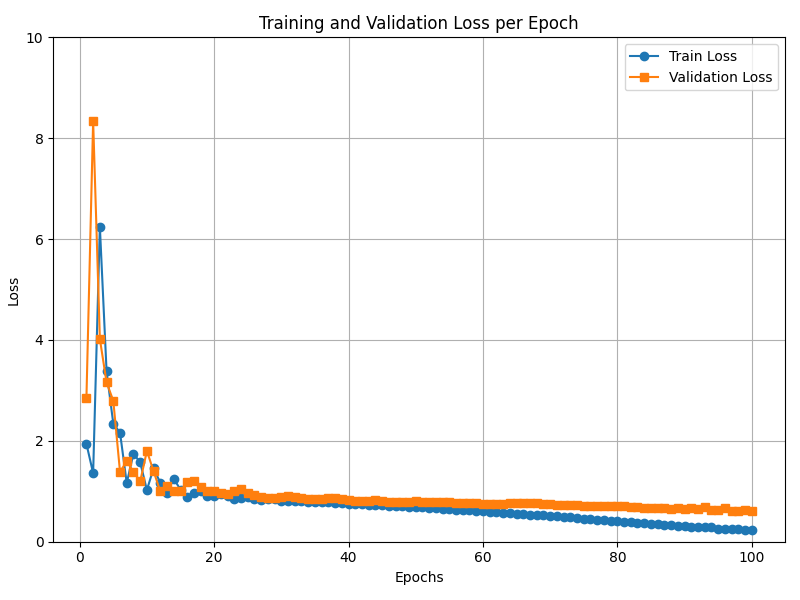 Training and Validation Loss per Epoch
Train Loss
Validation Loss
10
8
6
4
2
0
Loss
0 20 40 60 80 100
Epochs